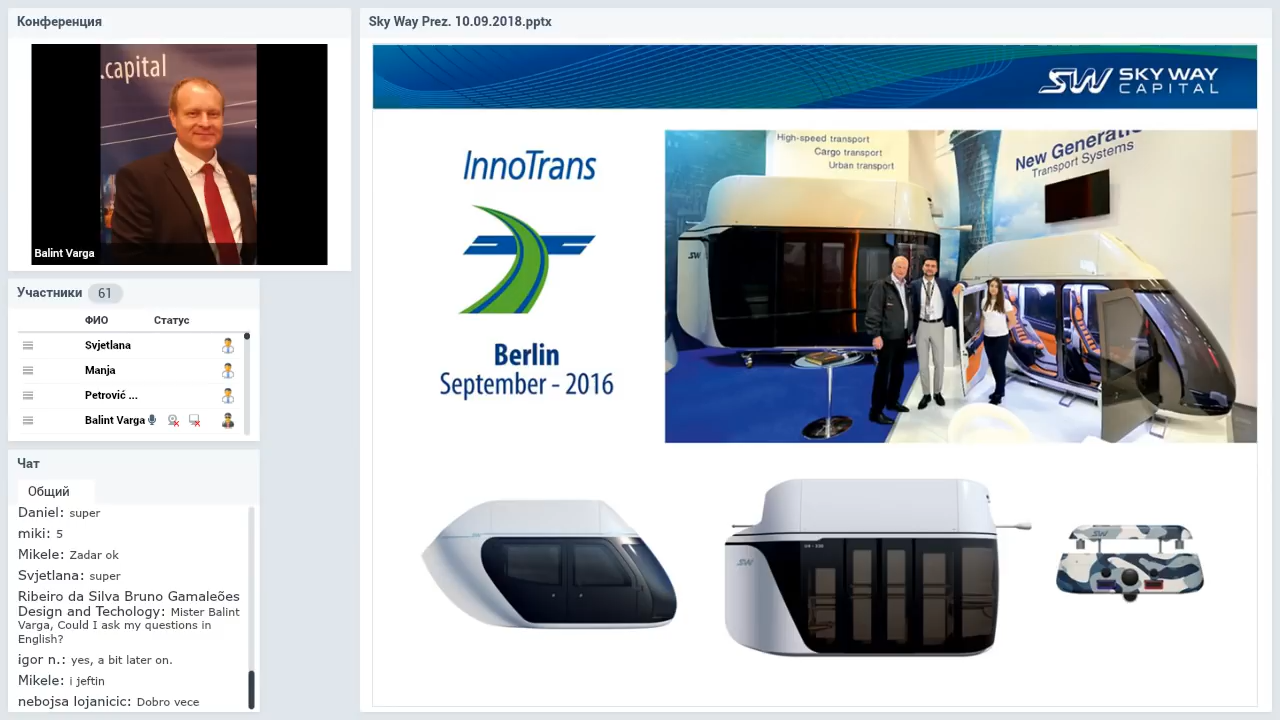 Конференция
.capital
Balint Varga
Участники 61
ФИО Статус
Svjetlana
Manja
Petrović ...
Balint Varga
Чат
Общий
Daniel: super
miki: 5
Mikele: Zadar ok
Svjetlana: super
Ribeiro da Silva Bruno Gamaleões
Design and Techology: Mister Balint
Varga, Could I ask my questions in
English?
igor n.: yes, a bit later on.
Mikele: i jeftin
nebojsa lojanicic: Dobro vece
Sky Way Prez. 10.09.2018.pptx
SW SKY WAY
CAPITAL
InnoTrans
Berlin
September - 2016
High-speed transport
Cargo transport
Urban transport
New Generation
Transport Systems
SW
SW
SW